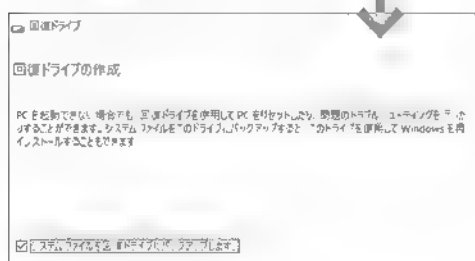 回復ドライブ
回復ドライブの作成
PC を起動できない場合でも、回復ドライブを使用して PC をリセットしたり、問題のトラブルシューティングを行ったりすることができます。システム ファイルをこのドライブにバックアップすると、このドライブを使用して Windows を再インストールすることもできます
システム ファイルを回復ドライブにバックアップします。